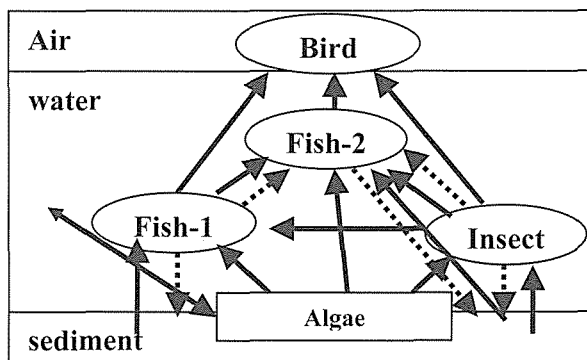 Air
Bird
water
Fish-2
Fish-1
Insect
Algae
sediment